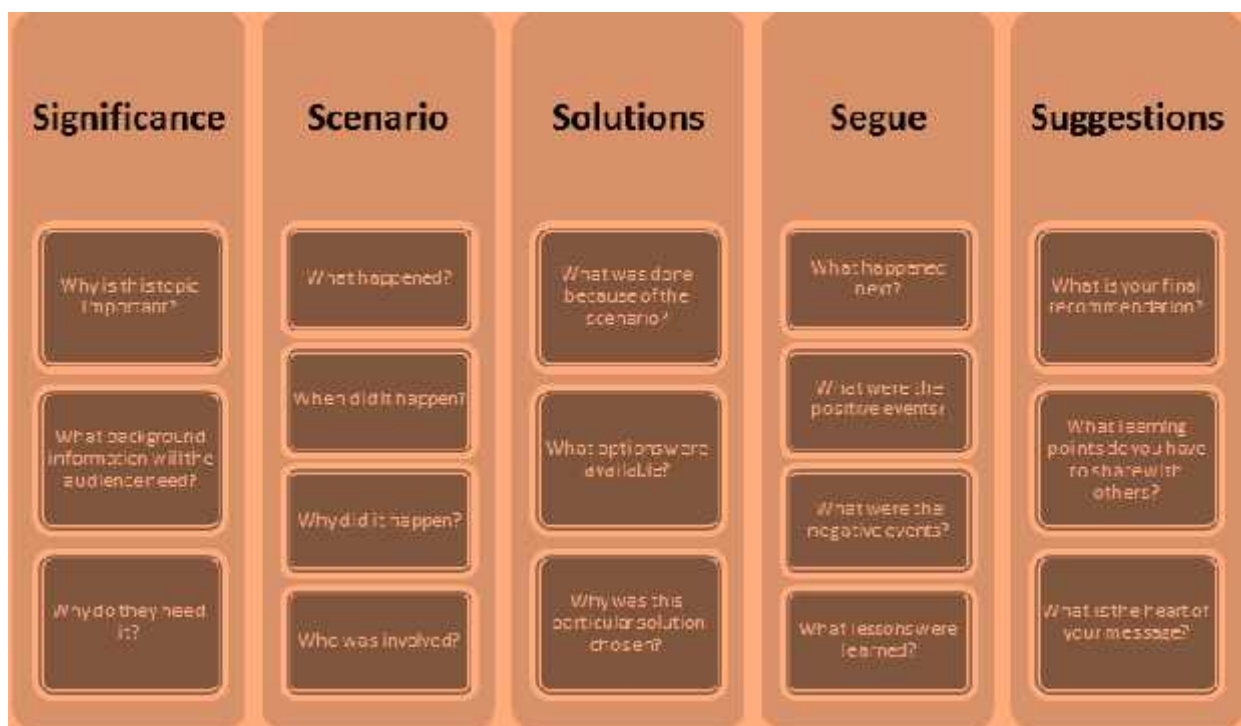 Significance
Why is this topic
important?
What background
information will the
audience need?
Why do they need
it?
Scenario
What happened?
When did it happen?
Why did it happen?
Who was involved?
Solutions
What was done
because of the
scenario?
What options were
available?
Why was this
particular solution
chosen?
Segue
What happened
next?
What were the
positive events?
What were the
negative events?
What lessons were
learned?
Suggestions
What is your final
recommendation?
What learning
points do you have
to share with
others?
What is the heart of
your message?